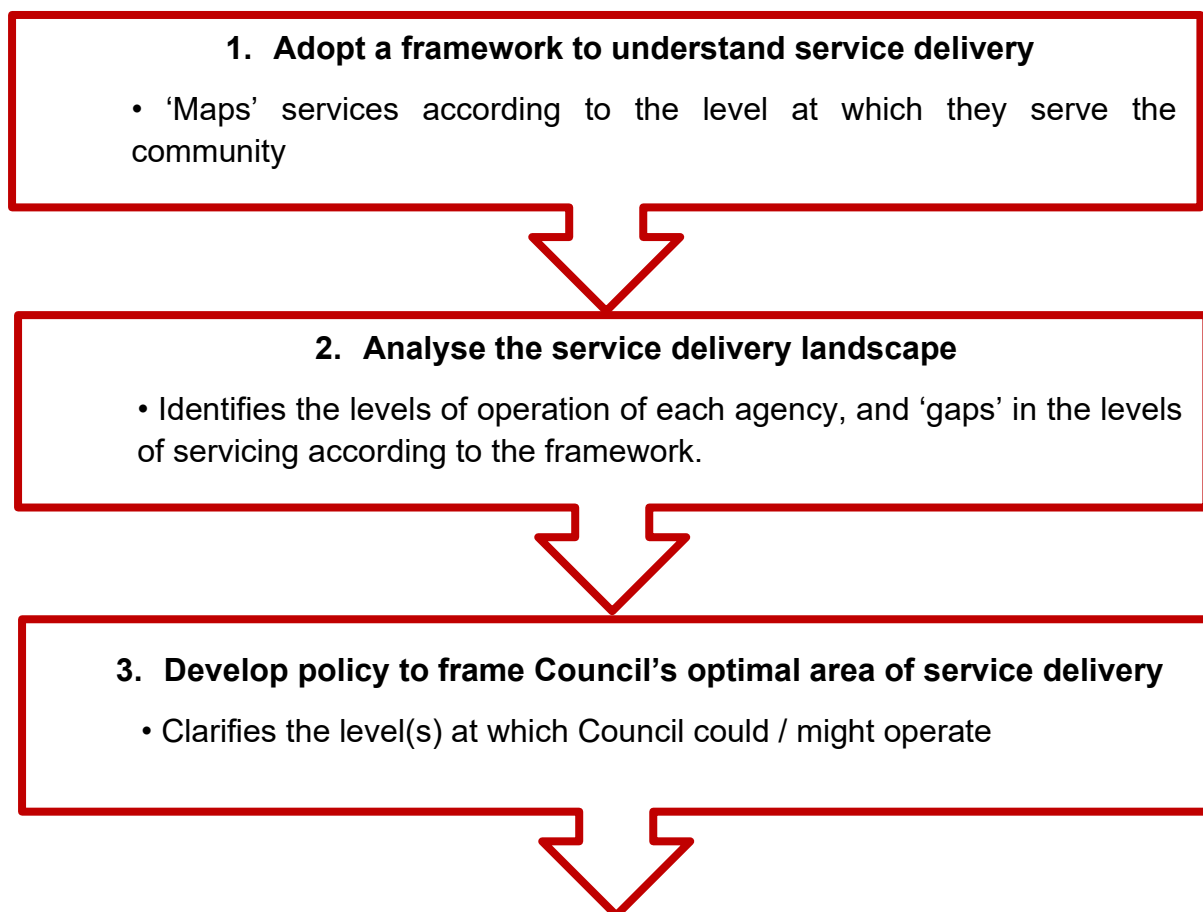 1. Adopt a framework to understand service delivery
• ‘Maps’ services according to the level at which they serve the
community
2. Analyse the service delivery landscape
• Identifies the levels of operation of each agency, and ‘gaps’ in the levels
of servicing according to the framework.
3. Develop policy to frame Council’s optimal area of service delivery
• Clarifies the level(s) at which Council could / might operate